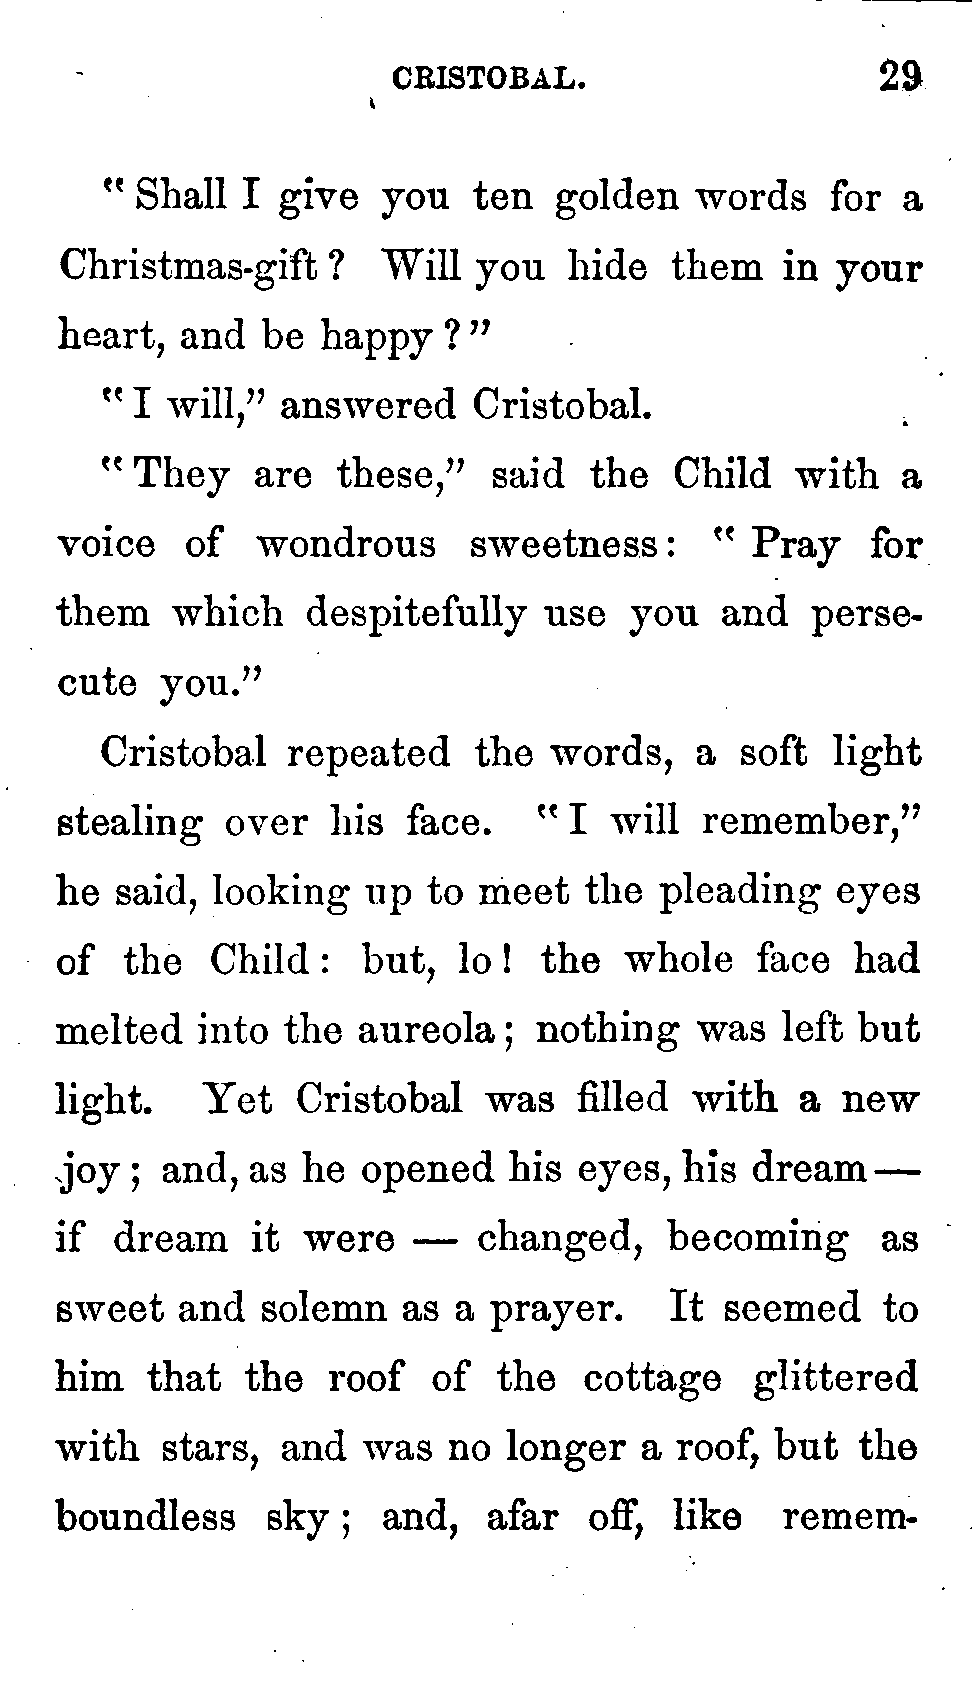 CRISTOBAL. 29
"Shall I give you ten golden words for a
Christmas-gift? Will you hide them in your
heart, and be happy?"
"I will," answered Cristobal.
"They are these," said the Child with a
voice of wondrous sweetness: "Pray for
them which despitefully use you and perse-
cute you."
Cristobal repeated the words, a soft light
stealing over his face. "I will remember,"
he said, looking up to meet the pleading eyes
of the Child: but, lo! the whole face had
melted into the aureola; nothing was left but
light. Yet Cristobal was filled with a new
joy; and, as he opened his eyes, his dream—
if dream it were — changed, becoming as
sweet and solemn as a prayer. It seemed to
him that the roof of the cottage glittered
with stars, and was no longer a roof, but the
boundless sky; and, afar off, like remem-